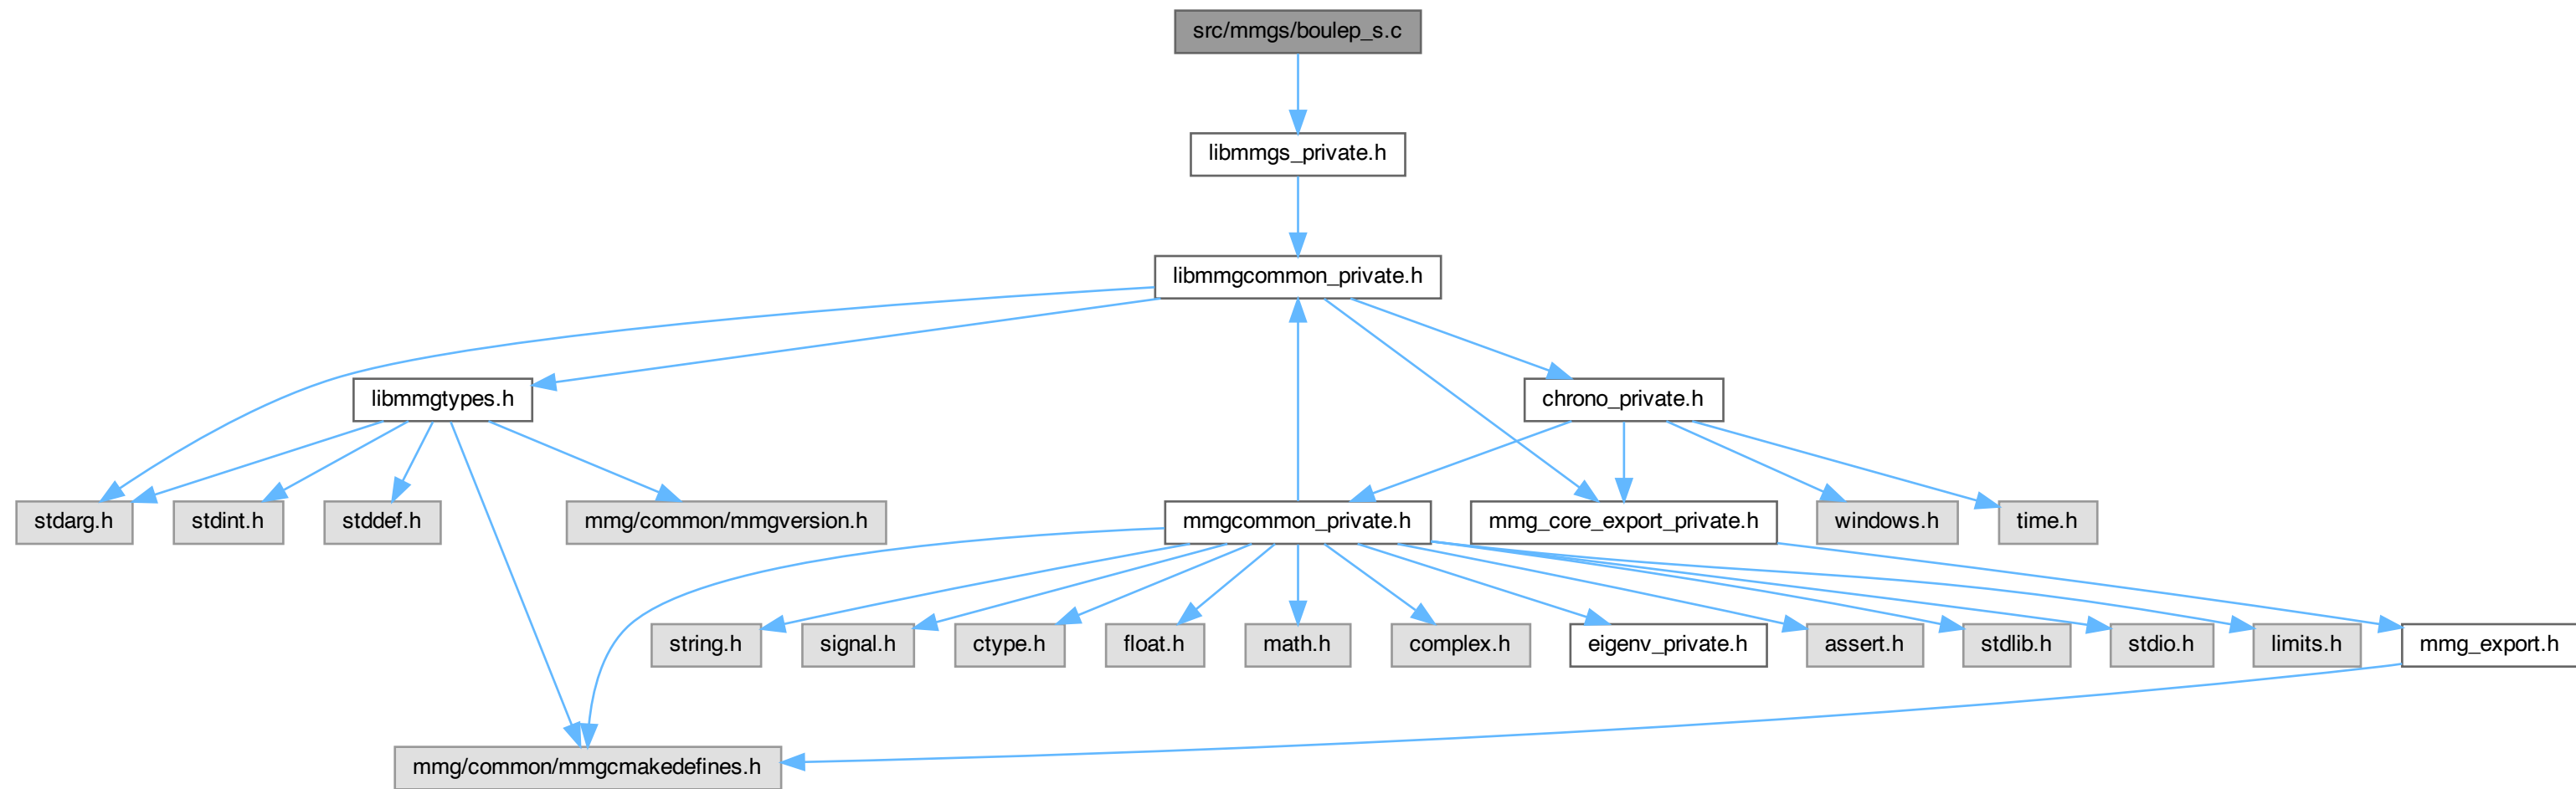 src/mmgs/boulep_s.c
libmmgs_private.h
libmmgcommon_private.h
libmmgtypes.h
chrono_private.h
stdarg.h
stdint.h
stddef.h
mmg/common/mmgversion.h
mmgcommon_private.h
mmg_core_export_private.h
windows.h
time.h
string.h
signal.h
ctype.h
float.h
math.h
complex.h
eigenv_private.h
assert.h
stdlib.h
stdio.h
limits.h
mmg_export.h
mmg/common/mmgcmakedefines.h